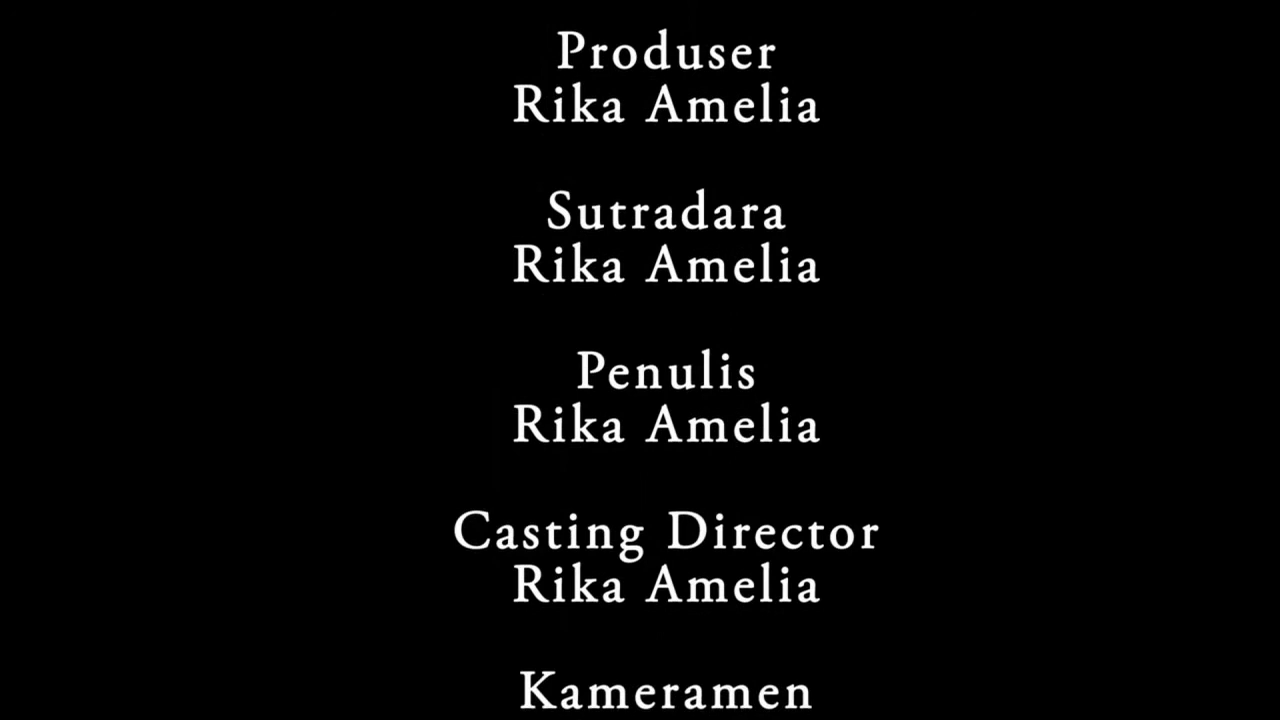 Produser
Rika Amelia
Sutradara
Rika Amelia
Penulis
Rika Amelia
Casting Director
Rika Amelia
Kameramen